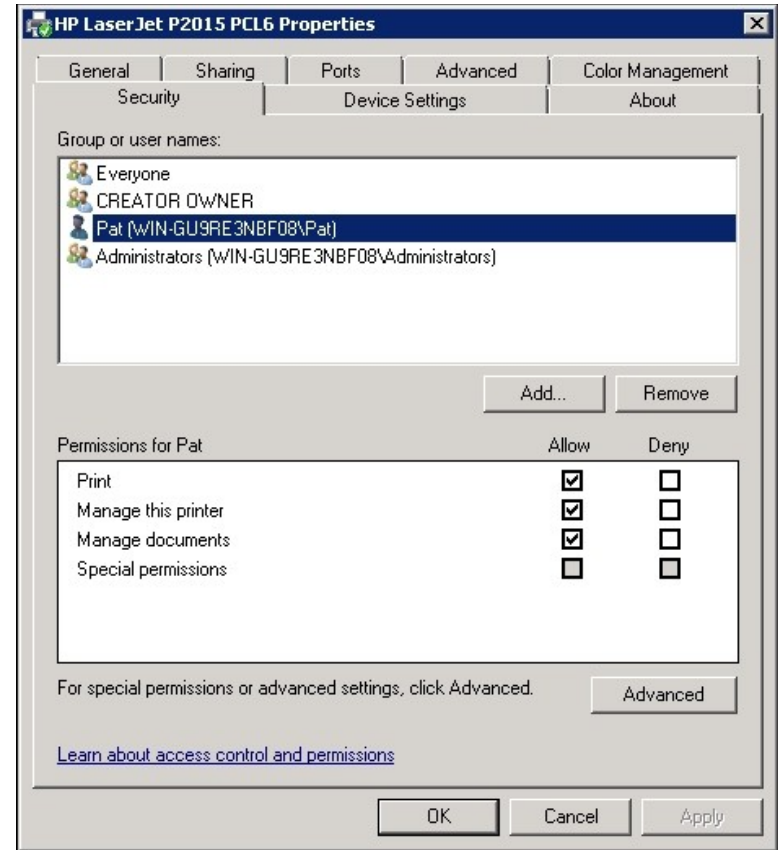 HP LaserJet P2015 PCL6 Properties
General Sharing Ports Advanced Color Management
Security Device Settings About
Group or user names:
Everyone
CREATOR OWNER
Pat (WIN-GU9RE3NBF08\Pat)
Administrators (WIN-GU9RE3NBF08\Administrators)
Add... Remove
Permissions for Pat Allow Deny
Print
Manage this printer
Manage documents
Special permissions
For special permissions or advanced settings, click Advanced. Advanced
Learn about access control and permissions
OK Cancel Apply